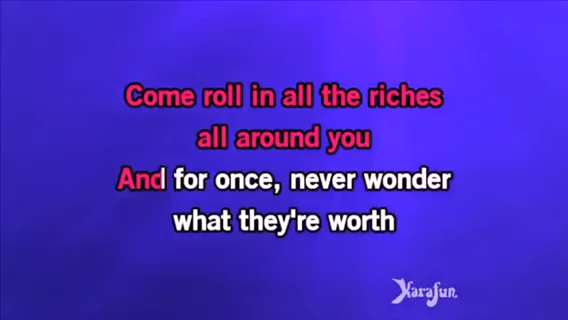 Come roll in all the riches
all around you
And for once, never wonder
what they're worth
Karafun